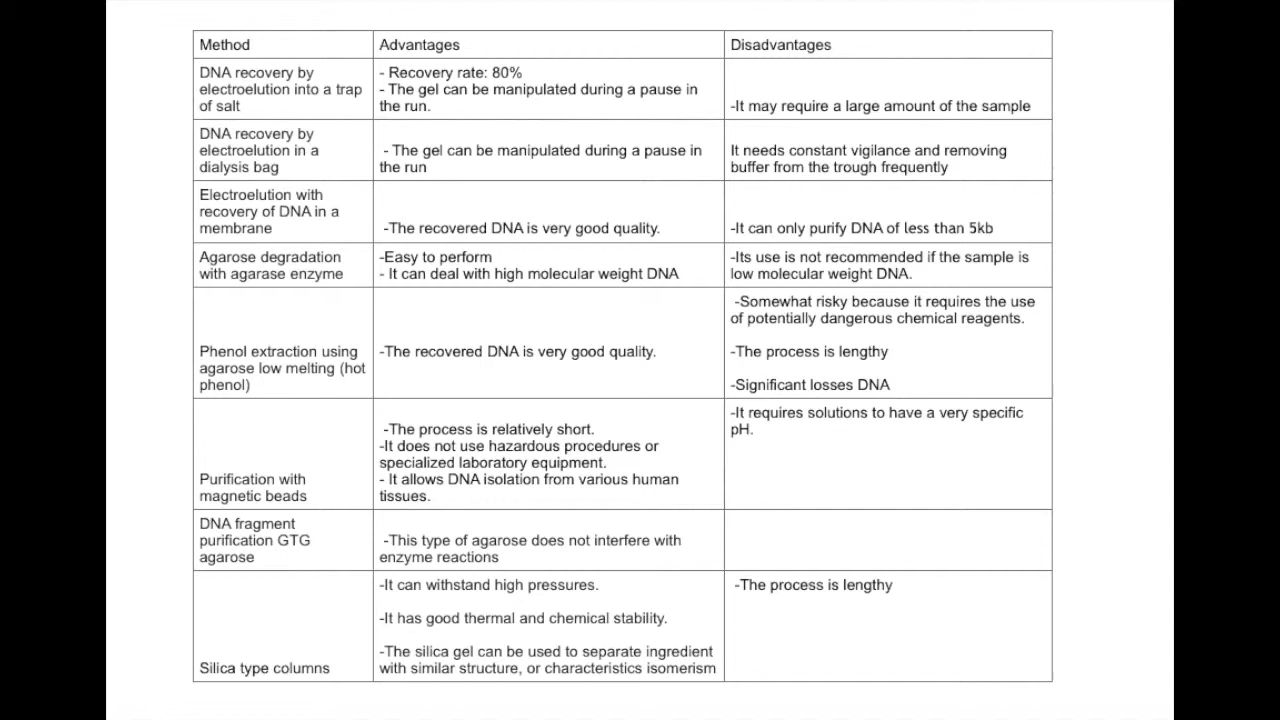 Method Advantages Disadvantages
DNA recovery by
electroelution into a trap
of salt
- Recovery rate: 80%
- The gel can be manipulated during a pause in
the run.
-It may require a large amount of the sample
DNA recovery by
electroelution in a
dialysis bag
- The gel can be manipulated during a pause in
the run
It needs constant vigilance and removing
buffer from the trough frequently
Electroelution with
recovery of DNA in a
membrane
-The recovered DNA is very good quality.
-It can only purify DNA of less than 5kb
Agarose degradation
with agarase enzyme
-Easy to perform
- It can deal with high molecular weight DNA
-Its use is not recommended if the sample is
low molecular weight DNA.
Phenol extraction using
agarose low melting (hot
phenol)
-The recovered DNA is very good quality.
-Somewhat risky because it requires the use
of potentially dangerous chemical reagents.
-The process is lengthy
-Significant losses DNA
Purification with
magnetic beads
-The process is relatively short.
-It does not use hazardous procedures or
specialized laboratory equipment.
- It allows DNA isolation from various human
tissues.
-It requires solutions to have a very specific
pH.
DNA fragment
purification GTG
agarose
-This type of agarose does not interfere with
enzyme reactions
Silica type columns
-It can withstand high pressures.
-It has good thermal and chemical stability.
-The silica gel can be used to separate ingredient
with similar structure, or characteristics isomerism
-The process is lengthy